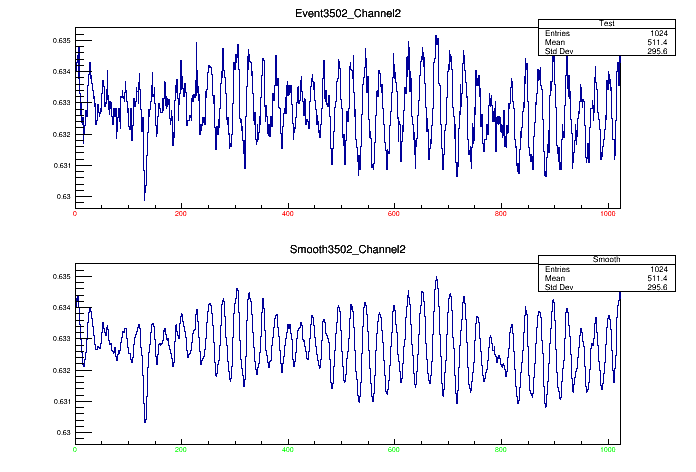 Event3502_Channel2
Test
Entries 1024
Mean 511.4
Std Dev 295.6
0.635
0.634
0.633
0.632
0.631
0.63
0 200 400 600 800 1000
Smooth3502_Channel2
Smooth
Entries 1024
Mean 511.4
Std Dev 295.6
0.635
0.634
0.633
0.632
0.631
0.63
0 200 400 600 800 1000